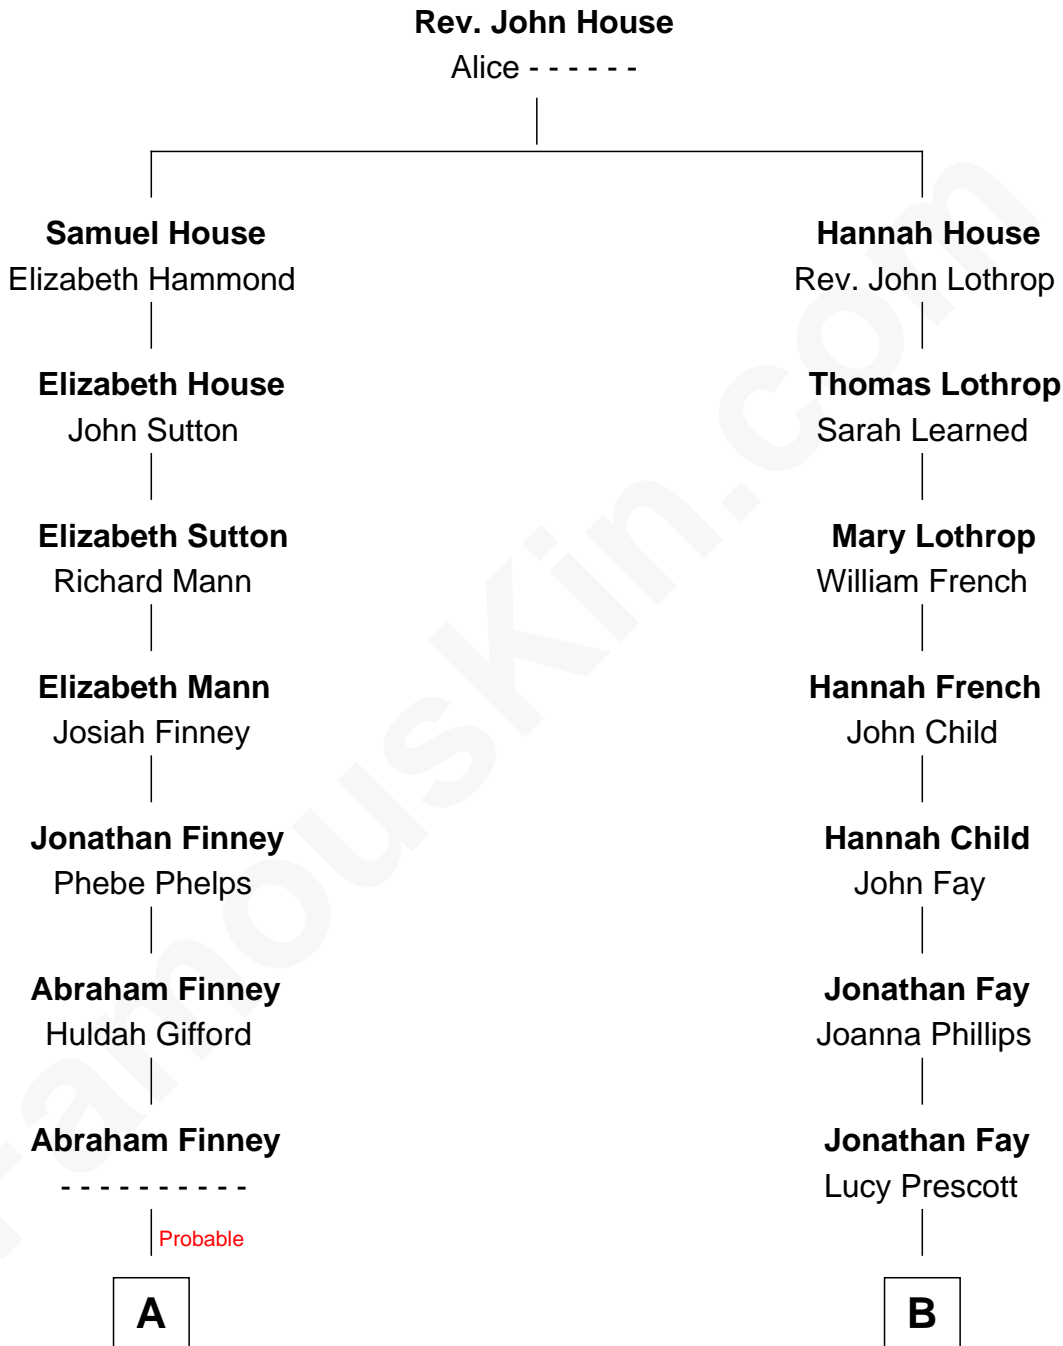 Rev. John House
Alice - - - - - -
Samuel House
Elizabeth Hammond
Hannah House
Rev. John Lothrop
Elizabeth House
John Sutton
Thomas Lothrop
Sarah Learned
Elizabeth Sutton
Richard Mann
Mary Lothrop
William French
Elizabeth Mann
Josiah Finney
Hannah French
John Child
Jonathan Finney
Phebe Phelps
Hannah Child
John Fay
Abraham Finney
Huldah Gifford
Jonathan Fay
Joanna Phillips
Abraham Finney
- - - - - - - - - -
Jonathan Fay
Lucy Prescott
Probable
A
B
FamousKin.com